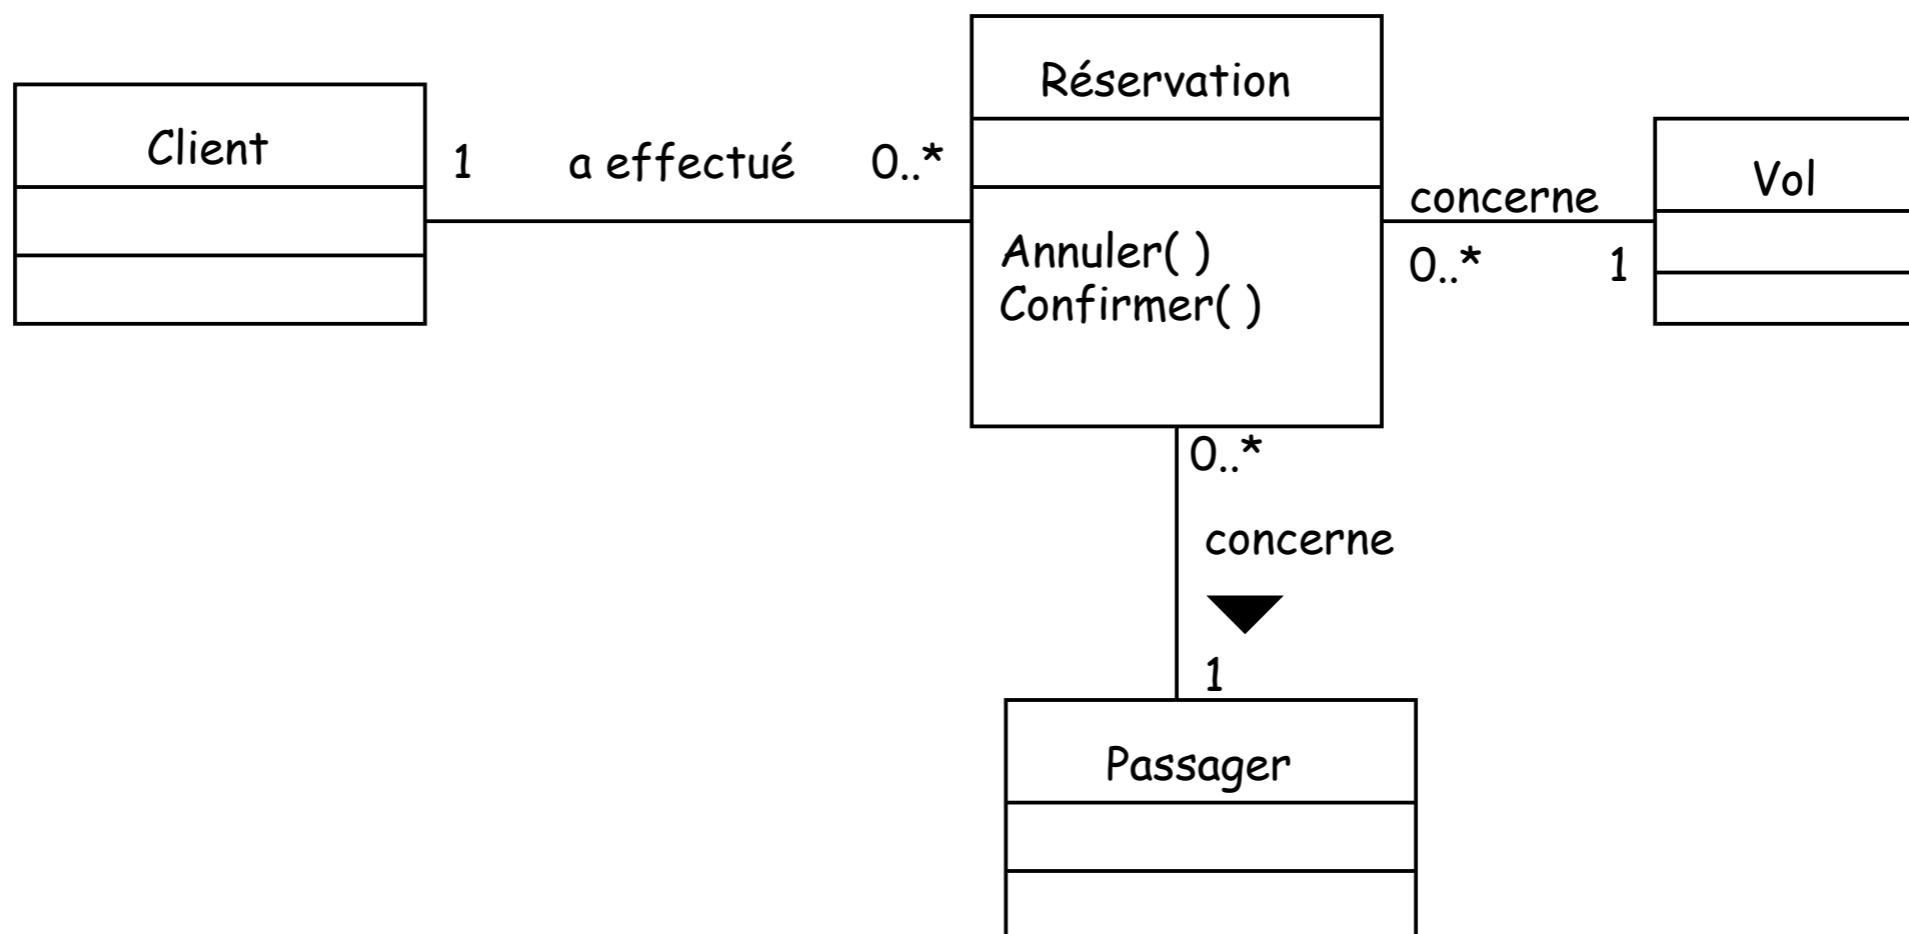 Réservation
Client
1 a effectué 0..*
Vol
concerne
0..* 1
Annuler( )
Confirmer( )
0..*
concerne
1
Passager